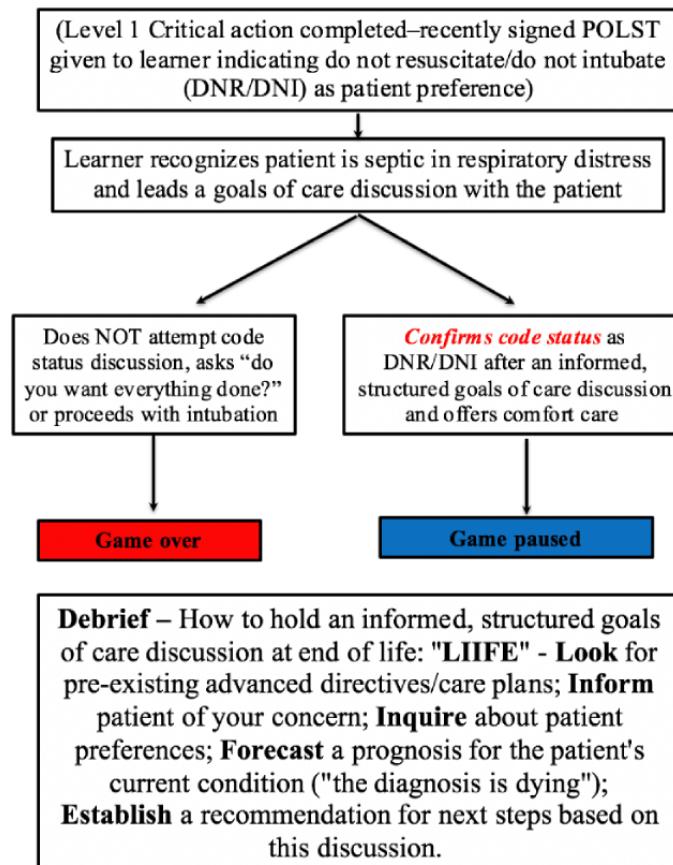 (Level 1 Critical action completed–recently signed POLST
given to learner indicating do not resuscitate/do not intubate
(DNR/DNI) as patient preference)
Learner recognizes patient is septic in respiratory distress
and leads a goals of care discussion with the patient
Does NOT attempt code
status discussion, asks “do
you want everything done?”
or proceeds with intubation
Confirms code status as
DNR/DNI after an informed,
structured goals of care discussion
and offers comfort care
Game over
Game paused
Debrief – How to hold an informed, structured goals
of care discussion at end of life: "LIIFE" - Look for
pre-existing advanced directives/care plans; Inform
patient of your concern; Inquire about patient
preferences; Forecast a prognosis for the patient's
current condition ("the diagnosis is dying");
Establish a recommendation for next steps based on
this discussion.